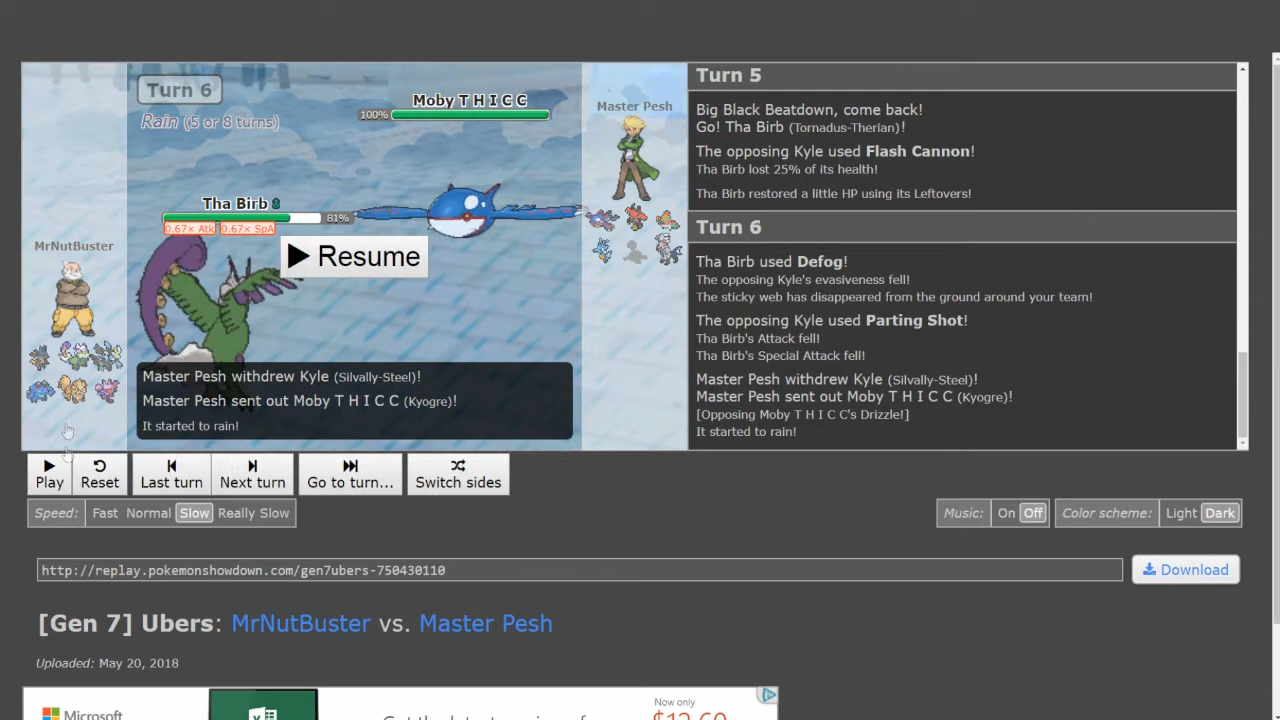 Turn 6
Rain (5 or 8 turns)
Moby T H I C C
100%
Tha Birb
81%
0.67× Atk 0.67× SpA
MrNutBuster
Master Pesh
Resume
Master Pesh withdrew Kyle (Silvally-Steel)!
Master Pesh sent out Moby T H I C C (Kyogre)!
It started to rain!
Turn 5
Big Black Beatdown, come back!
Go! Tha Birb (Tornadus-Therian)!
The opposing Kyle used Flash Cannon!
Tha Birb lost 25% of its health!
Tha Birb restored a little HP using its Leftovers!
Turn 6
Tha Birb used Defog!
The opposing Kyle's evasiveness fell!
The sticky web has disappeared from the ground around your team!
The opposing Kyle used Parting Shot!
Tha Birb's Attack fell!
Tha Birb's Special Attack fell!
Master Pesh withdrew Kyle (Silvally-Steel)!
Master Pesh sent out Moby T H I C C (Kyogre)!
[Opposing Moby T H I C C's Drizzle!]
It started to rain!
Play Reset Last turn Next turn Go to turn... Switch sides
Speed: Fast Normal Slow Really Slow
Music: On Off
Color scheme: Light Dark
http://replay.pokemonshowdown.com/gen7ubers-750430110
Download
[Gen 7] Ubers: MrNutBuster vs. Master Pesh
Uploaded: May 20, 2018
Microsoft
Now only